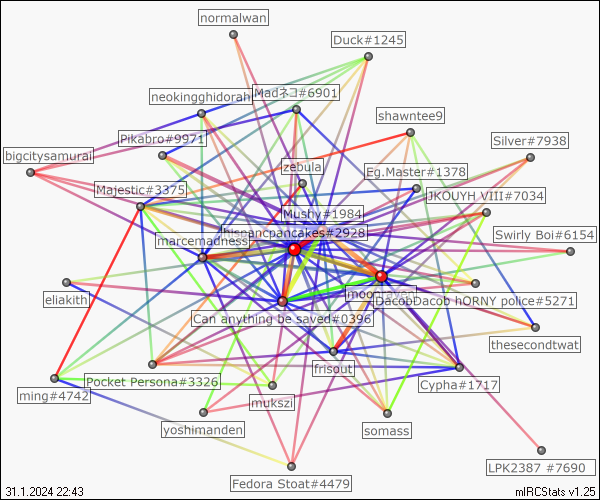 normalwan
Duck#1245
Madネコ#6901
neokingghidorah
shawntee9
Pikabro#9971
Silver#7938
bigcitysamurai
zebula
Eg.Master#1378
Majestic#3375
JKOUYH VIII#7034
Mushy#1984
hispancpancakes#2928
Swirly Boi#6154
marcemadness
eliakith
DacobDacob hORNY police#5271
Can anything be saved#0396
thesecondtwat
frisout
Pocket Persona#3326
Cypha#1717
ming#4742
mukszi
yoshimanden
somass
LPK2387 #7690
Fedora Stoat#4479
31.1.2024 22:43
mIRCStats v1.25